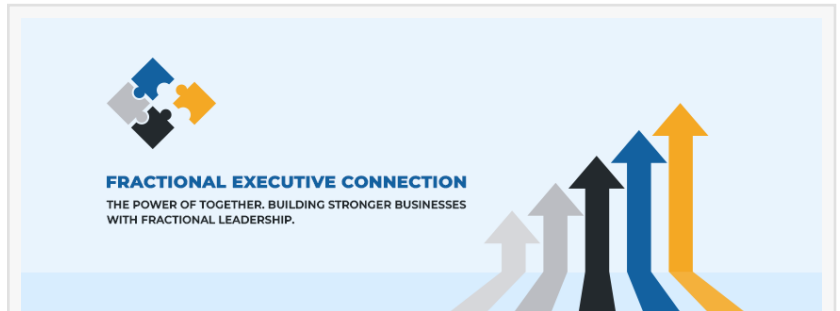 FRACTIONAL EXECUTIVE CONNECTION
THE POWER OF TOGETHER. BUILDING STRONGER BUSINESSES
WITH FRACTIONAL LEADERSHIP.